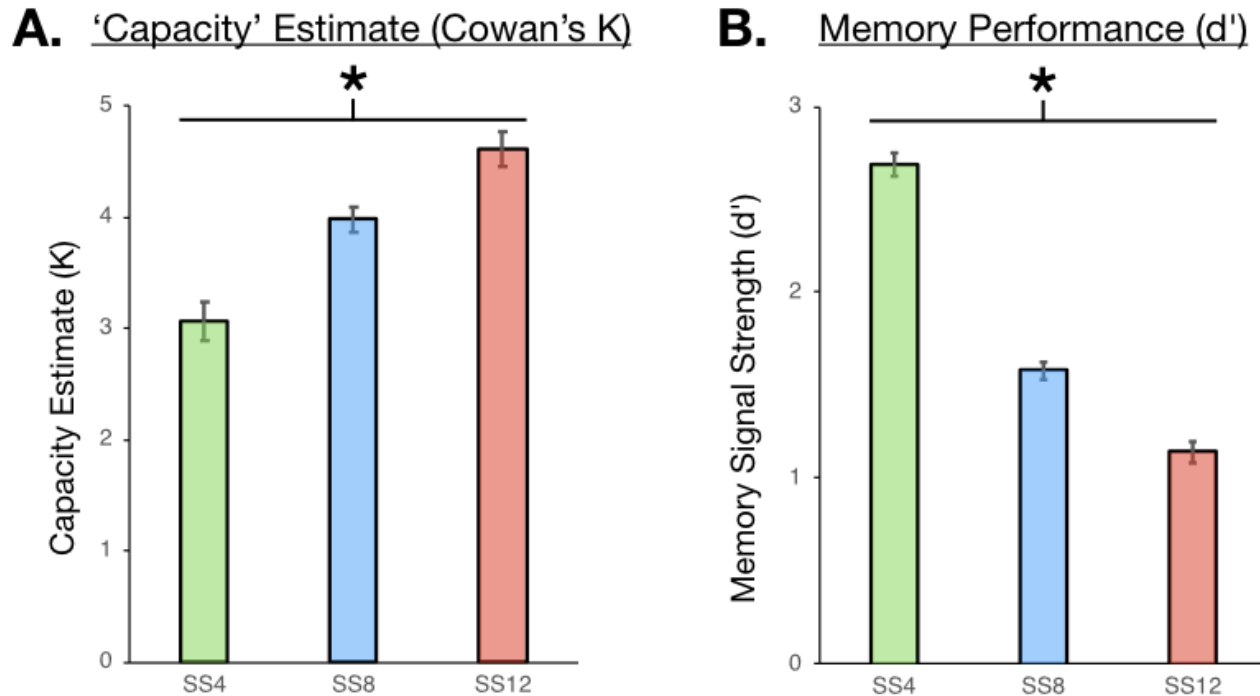 A. ‘Capacity’ Estimate (Cowan’s K)
*
5
4
3
2
1
0
Capacity Estimate (K)
SS4 SS8 SS12
B. Memory Performance (d')
*
3
2
1
0
Memory Signal Strength (d')
SS4 SS8 SS12